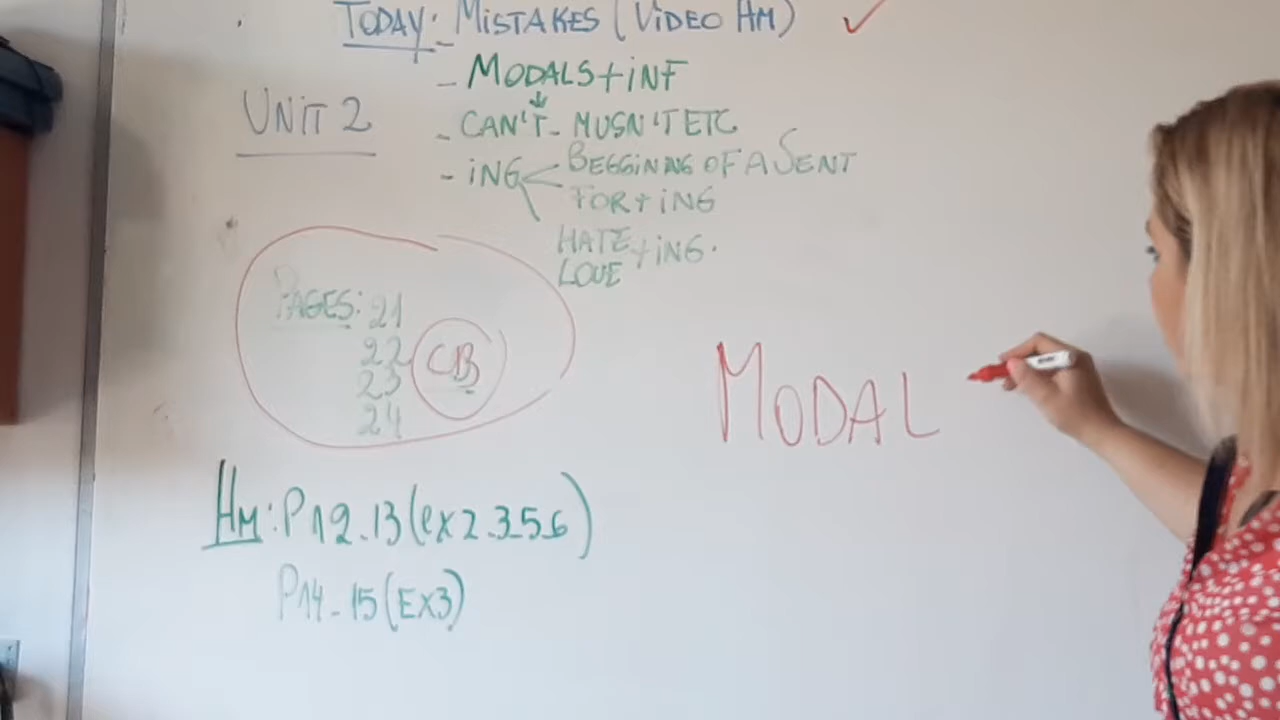 TODAY: MISTAKES (VIDEO HM) ✓
- MODALS + INF
UNIT 2
- CAN'T - MUSN'T ETC
- ING < BEGGINING OF A SENT
FOR + ING
HATE + ING.
LOVE
PAGES: 21
22
23
24
CB
MODAL
HM: P12-13 (ex 2.3.5.6)
P14-15 (EX3)